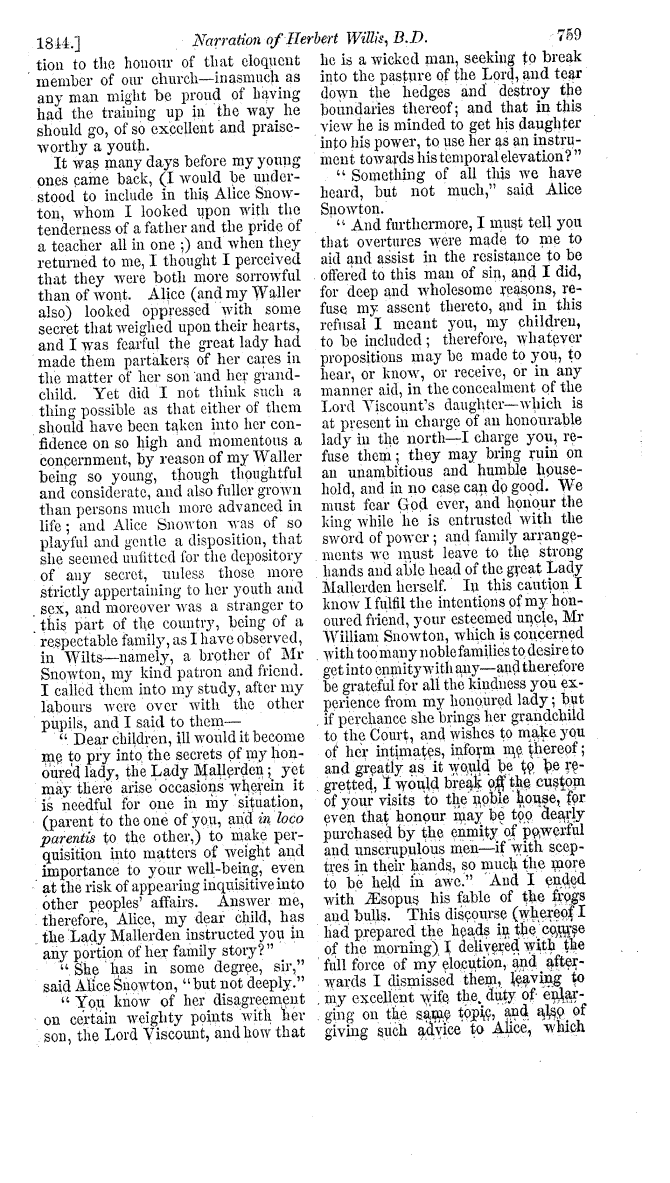 1844.] Narration of Herbert Willis, B.D. 759
tion to the honour of that eloquent
member of our church—inasmuch as
any man might be proud of having
had the training up in the way he
should go, of so excellent and praise-
worthy a youth.
It was many days before my young
ones came back, (I would be under-
stood to include in this Alice Snow-
ton, whom I looked upon with the
tenderness of a father and the pride of
a teacher all in one ;) and when they
returned to me, I thought I perceived
that they were both more sorrowful
than of wont. Alice (and my Waller
also) looked oppressed with some
secret that weighed upon their hearts,
and I was fearful the great lady had
made them partakers of her cares in
the matter of her son and her grand-
child. Yet did I not think such a
thing possible as that either of them
should have been taken into her con-
fidence on so high and momentous a
concernment, by reason of my Waller
being so young, though thoughtful
and considerate, and also fuller grown
than persons much more advanced in
life ; and Alice Snowton was of so
playful and gentle a disposition, that
she seemed unfitted for the depository
of any secret, unless those more
strictly appertaining to her youth and
sex, and moreover was a stranger to
this part of the country, being of a
respectable family, as I have observed,
in Wilts—namely, a brother of Mr
Snowton, my kind patron and friend.
I called them into my study, after my
labours were over with the other
pupils, and I said to them—
" Dear children, ill would it become
me to pry into the secrets of my hon-
oured lady, the Lady Mallerden ; yet
may there arise occasions wherein it
is needful for one in my situation,
(parent to the one of you, and in loco
parentis to the other,) to make per-
quisition into matters of weight and
importance to your well-being, even
at the risk of appearing inquisitive into
other peoples' affairs. Answer me,
therefore, Alice, my dear child, has
the Lady Mallerden instructed you in
any portion of her family story?"
" She has in some degree, sir,"
said Alice Snowton, "but not deeply."
" You know of her disagreement
on certain weighty points with her
son, the Lord Viscount, and how that
he is a wicked man, seeking to break
into the pasture of the Lord, and tear
down the hedges and destroy the
boundaries thereof; and that in this
view he is minded to get his daughter
into his power, to use her as an instru-
ment towards his temporal elevation?"
" Something of all this we have
heard, but not much," said Alice
Snowton.
" And furthermore, I must tell you
that overtures were made to me to
aid and assist in the resistance to be
offered to this man of sin, and I did,
for deep and wholesome reasons, re-
fuse my assent thereto, and in this
refusal I meant you, my children,
to be included ; therefore, whatever
propositions may be made to you, to
hear, or know, or receive, or in any
manner aid, in the concealment of the
Lord Viscount's daughter—which is
at present in charge of an honourable
lady in the north—I charge you, re-
fuse them ; they may bring ruin on
an unambitious and humble house-
hold, and in no case can do good. We
must fear God ever, and honour the
king while he is entrusted with the
sword of power ; and family arrange-
ments we must leave to the strong
hands and able head of the great Lady
Mallerden herself. In this caution I
know I fulfil the intentions of my hon-
oured friend, your esteemed uncle, Mr
William Snowton, which is concerned
with too many noble families to desire to
get into enmity with any—and therefore
be grateful for all the kindness you ex-
perience from my honoured lady ; but
if perchance she brings her grandchild
to the Court, and wishes to make you
of her intimates, inform me thereof ;
and greatly as it would be to be re-
gretted, I would break off the custom
of your visits to the noble house, for
even that honour may be too dearly
purchased by the enmity of powerful
and unscrupulous men—if with scep-
tres in their hands, so much the more
to be held in awe." And I ended
with Æsopus his fable of the frogs
and bulls. This discourse (whereof I
had prepared the heads in the course
of the morning) I delivered with the
full force of my elocution, and after-
wards I dismissed them, leaving to
my excellent wife the duty of enlar-
ging on the same topic, and also of
giving such advice to Alice, which